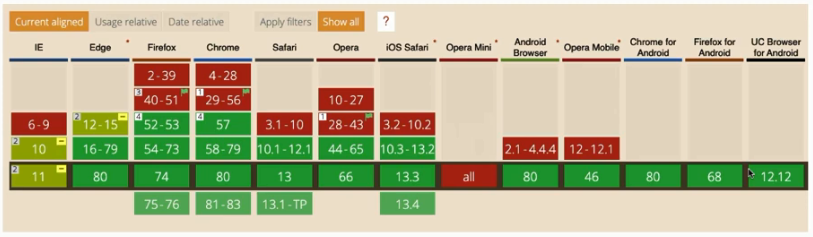 Current aligned Usage relative Date relative Apply filters Show all ?
IE Edge * Firefox Chrome Safari Opera iOS Safari * Opera Mini * Android Browser * Opera Mobile * Chrome for Android Firefox for Android UC Browser for Android
2-39 4-28
3 40-51 1 29-56 10-27
6-9 2 12-15 4 52-53 4 57 3.1-10 1 28-43 3.2-10.2
2 10 16-79 54-73 58-79 10.1-12.1 44-65 10.3-13.2 2.1-4.4.4 12-12.1
2 11 80 74 80 13 66 13.3 all 80 46 80 68 12.12
75-76 81-83 13.1-TP 13.4